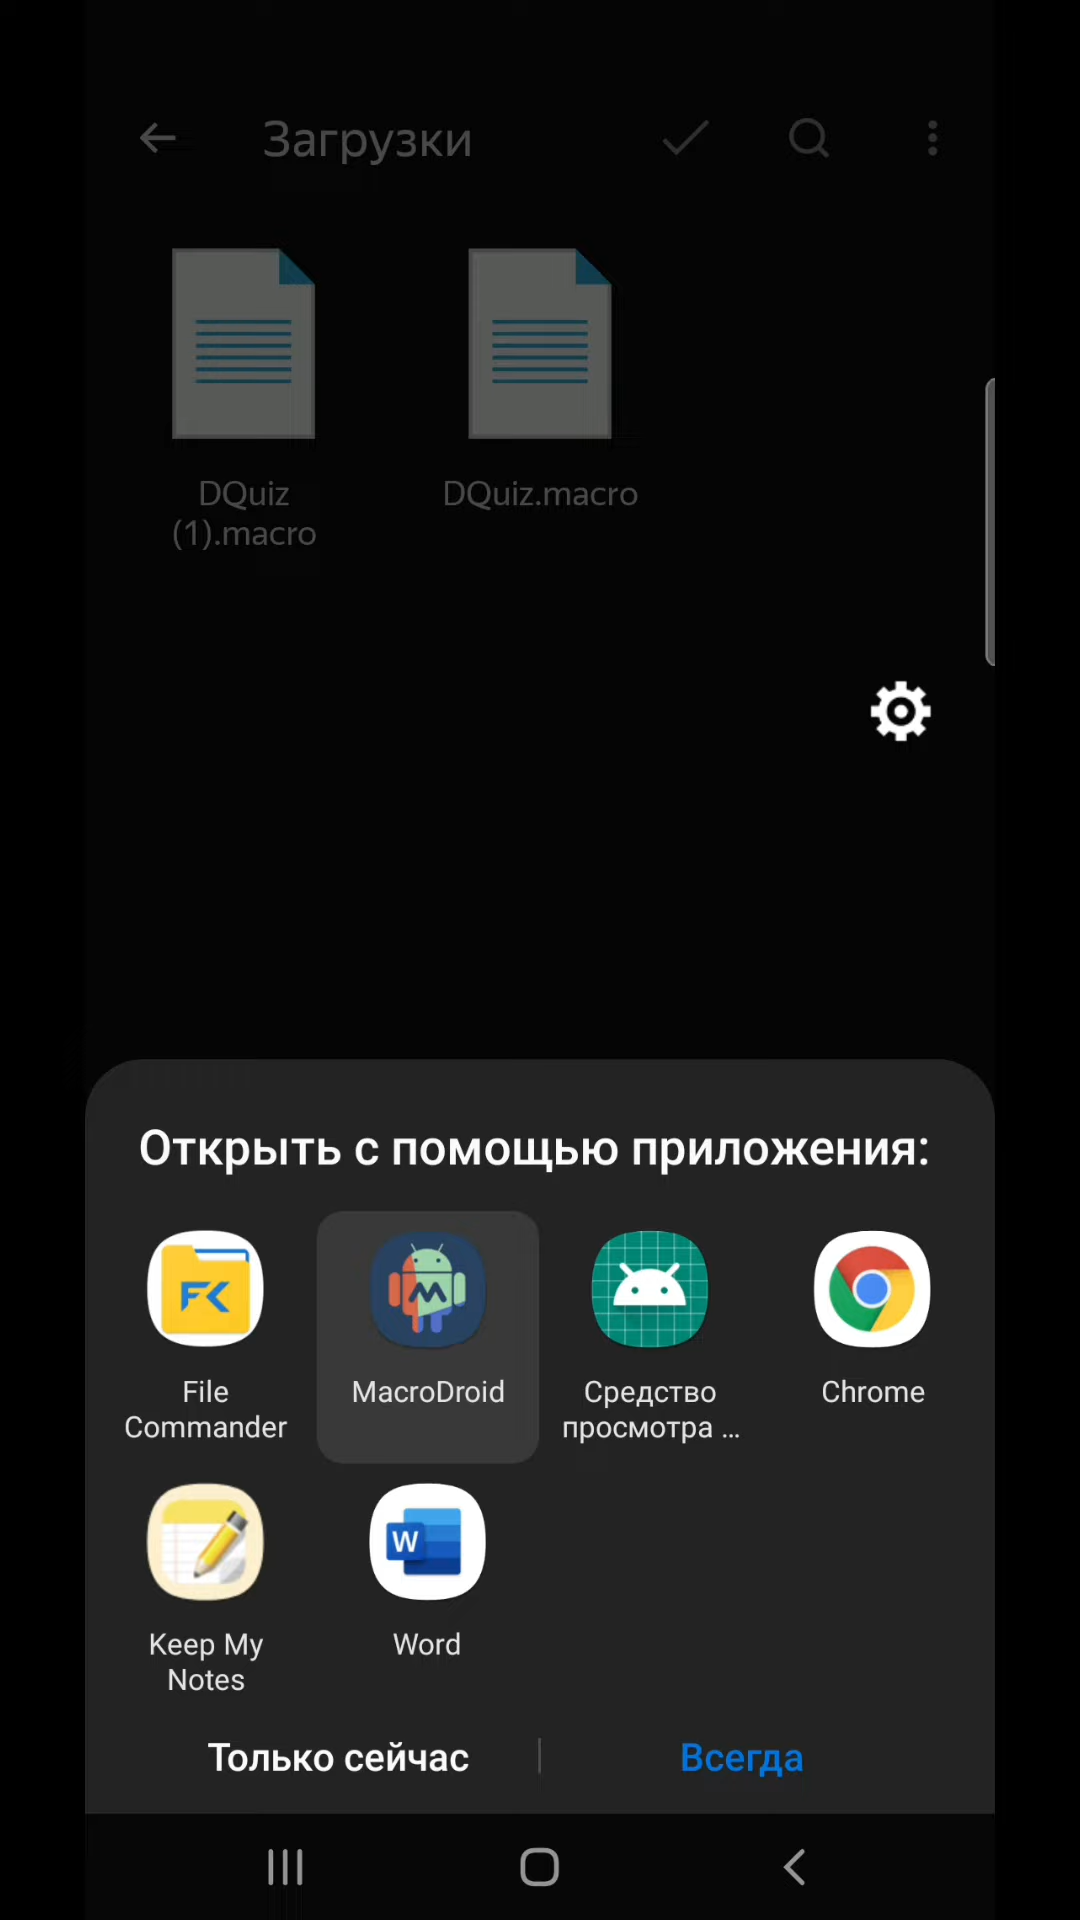 Загрузки
DQuiz
(1).macro
DQuiz.macro
Открыть с помощью приложения:
File
Commander
MacroDroid
Средство
просмотра ...
Chrome
Keep My
Notes
W
Word
Только сейчас
Всегда